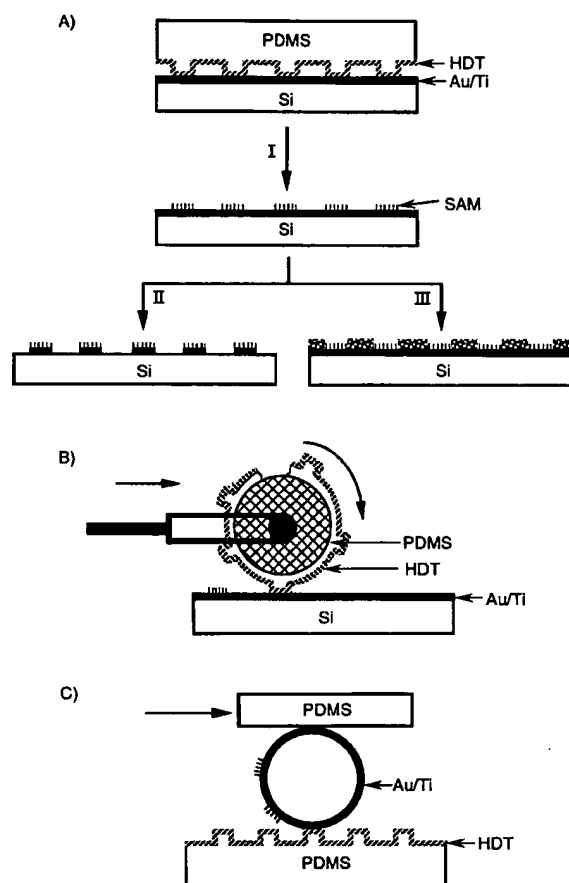 A)
PDMS
HDT
Au/Ti
Si
I
SAM
Si
II
III
Si
Si
B)
PDMS
HDT
Au/Ti
Si
C)
PDMS
Au/Ti
HDT
PDMS